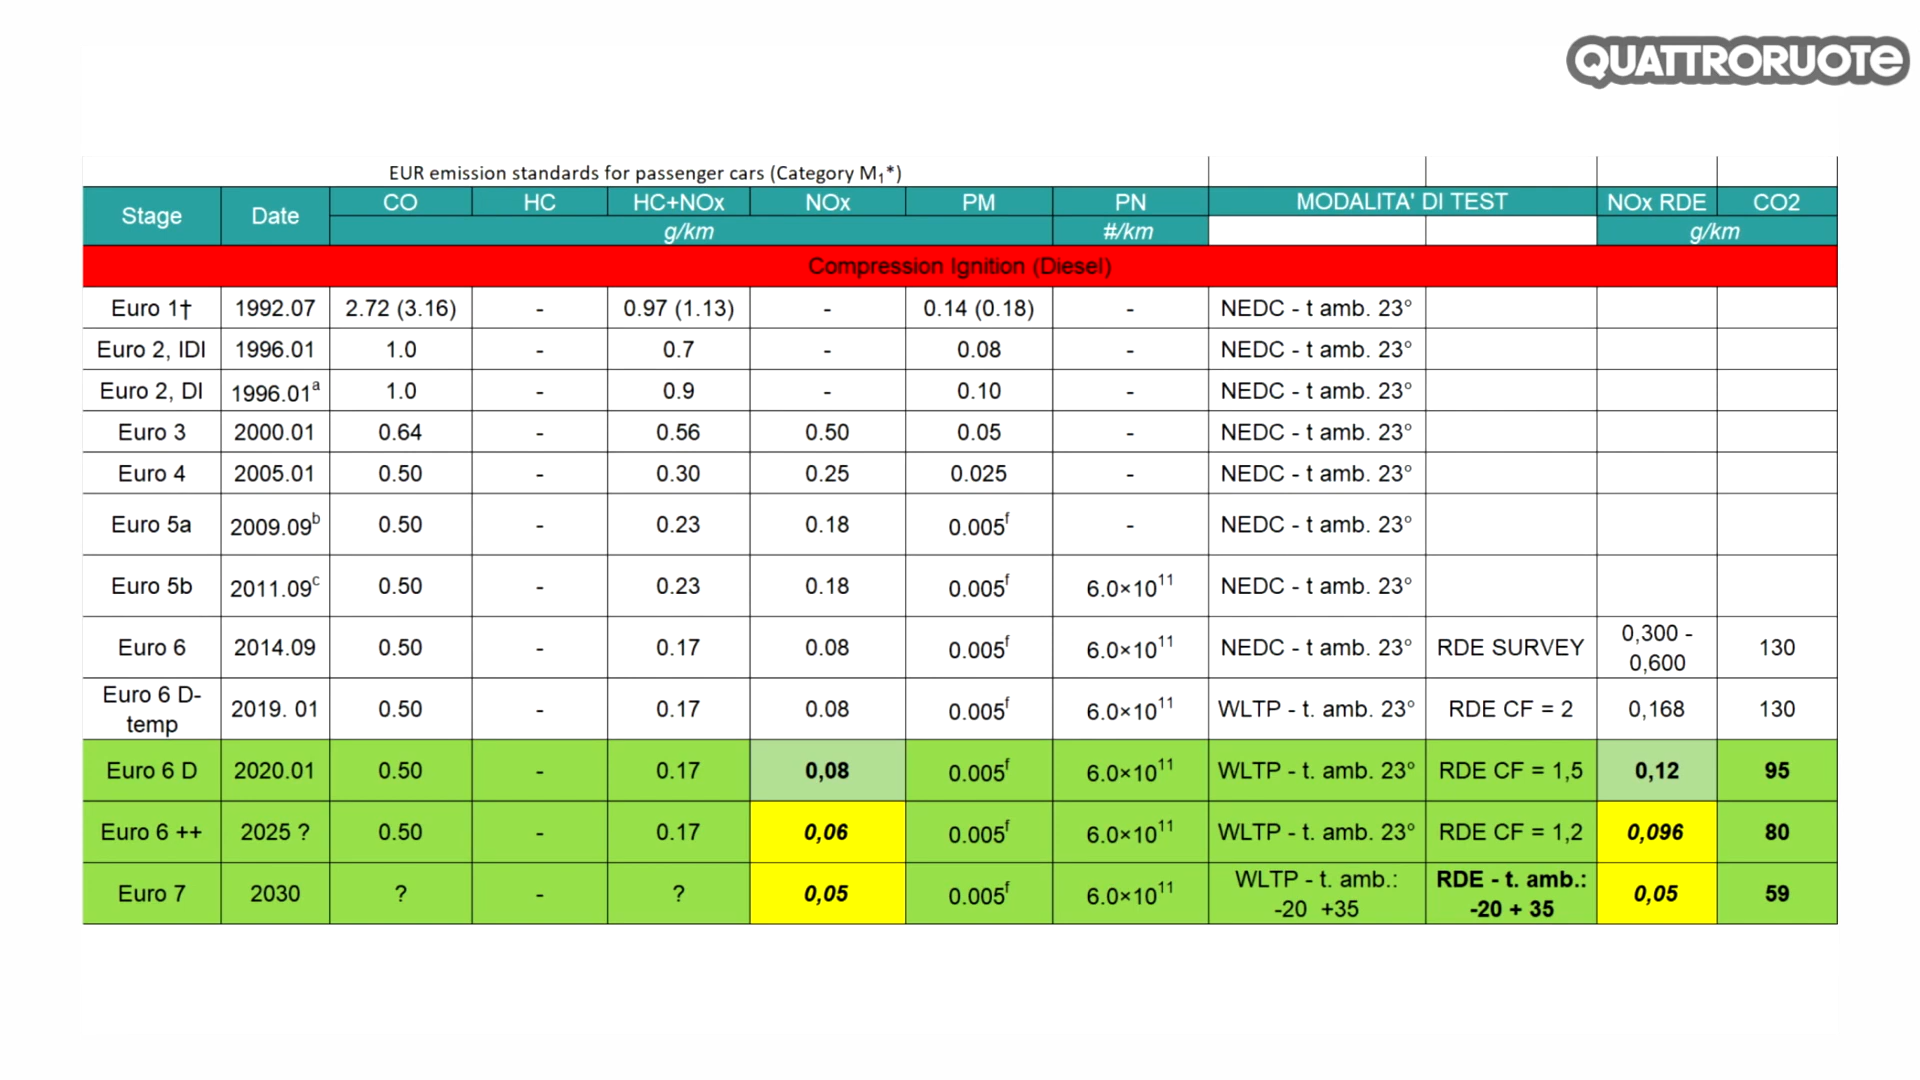 QUATTRORUOTE
EUR emission standards for passenger cars (Category M₁*)
Stage Date CO HC HC+NOx NOx PM PN MODALITA' DI TEST NOx RDE CO2
g/km #/km g/km
Compression Ignition (Diesel)
Euro 1† 1992.07 2.72 (3.16) - 0.97 (1.13) - 0.14 (0.18) - NEDC - t amb. 23°
Euro 2, IDI 1996.01 1.0 - 0.7 - 0.08 - NEDC - t amb. 23°
Euro 2, DI 1996.01ᵃ 1.0 - 0.9 - 0.10 - NEDC - t amb. 23°
Euro 3 2000.01 0.64 - 0.56 0.50 0.05 - NEDC - t amb. 23°
Euro 4 2005.01 0.50 - 0.30 0.25 0.025 - NEDC - t amb. 23°
Euro 5a 2009.09ᵇ 0.50 - 0.23 0.18 0.005ᶠ - NEDC - t amb. 23°
Euro 5b 2011.09ᶜ 0.50 - 0.23 0.18 0.005ᶠ 6.0×10¹¹ NEDC - t amb. 23°
Euro 6 2014.09 0.50 - 0.17 0.08 0.005ᶠ 6.0×10¹¹ NEDC - t amb. 23° RDE SURVEY 0,300 - 0,600 130
Euro 6 D-temp 2019. 01 0.50 - 0.17 0.08 0.005ᶠ 6.0×10¹¹ WLTP - t. amb. 23° RDE CF = 2 0,168 130
Euro 6 D 2020.01 0.50 - 0.17 0,08 0.005ᶠ 6.0×10¹¹ WLTP - t. amb. 23° RDE CF = 1,5 0,12 95
Euro 6 ++ 2025 ? 0.50 - 0.17 0,06 0.005ᶠ 6.0×10¹¹ WLTP - t. amb. 23° RDE CF = 1,2 0,096 80
Euro 7 2030 ? - ? 0,05 0.005ᶠ 6.0×10¹¹ WLTP - t. amb.: -20 +35 RDE - t. amb.: -20 + 35 0,05 59